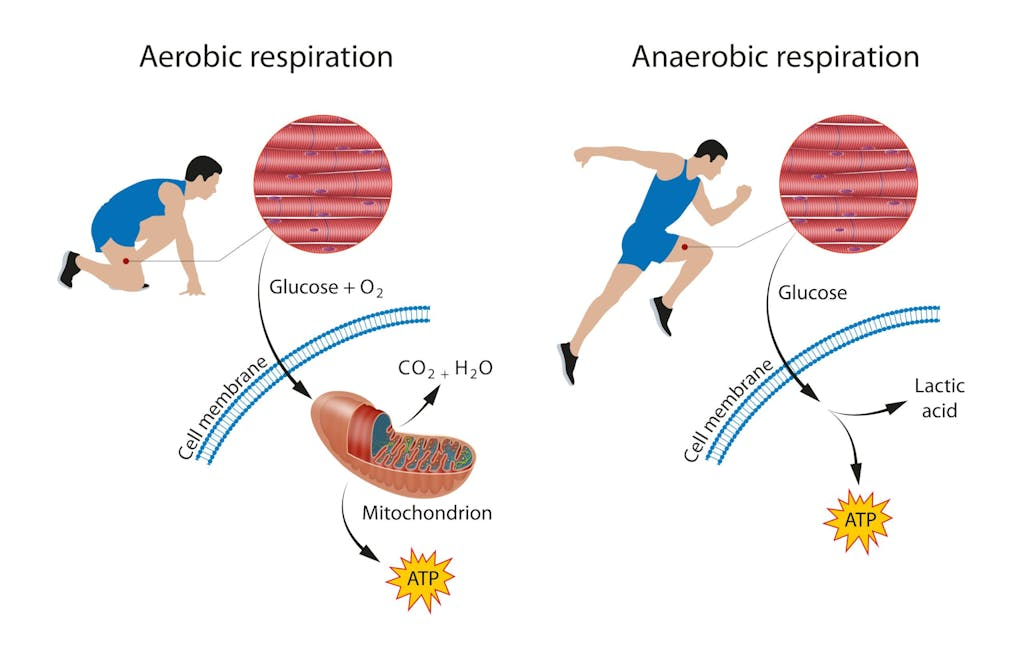 Aerobic respiration
Glucose + O₂
Cell membrane
CO₂ + H₂O
Mitochondrion
ATP
Anaerobic respiration
Glucose
Cell membrane
Lactic
acid
ATP